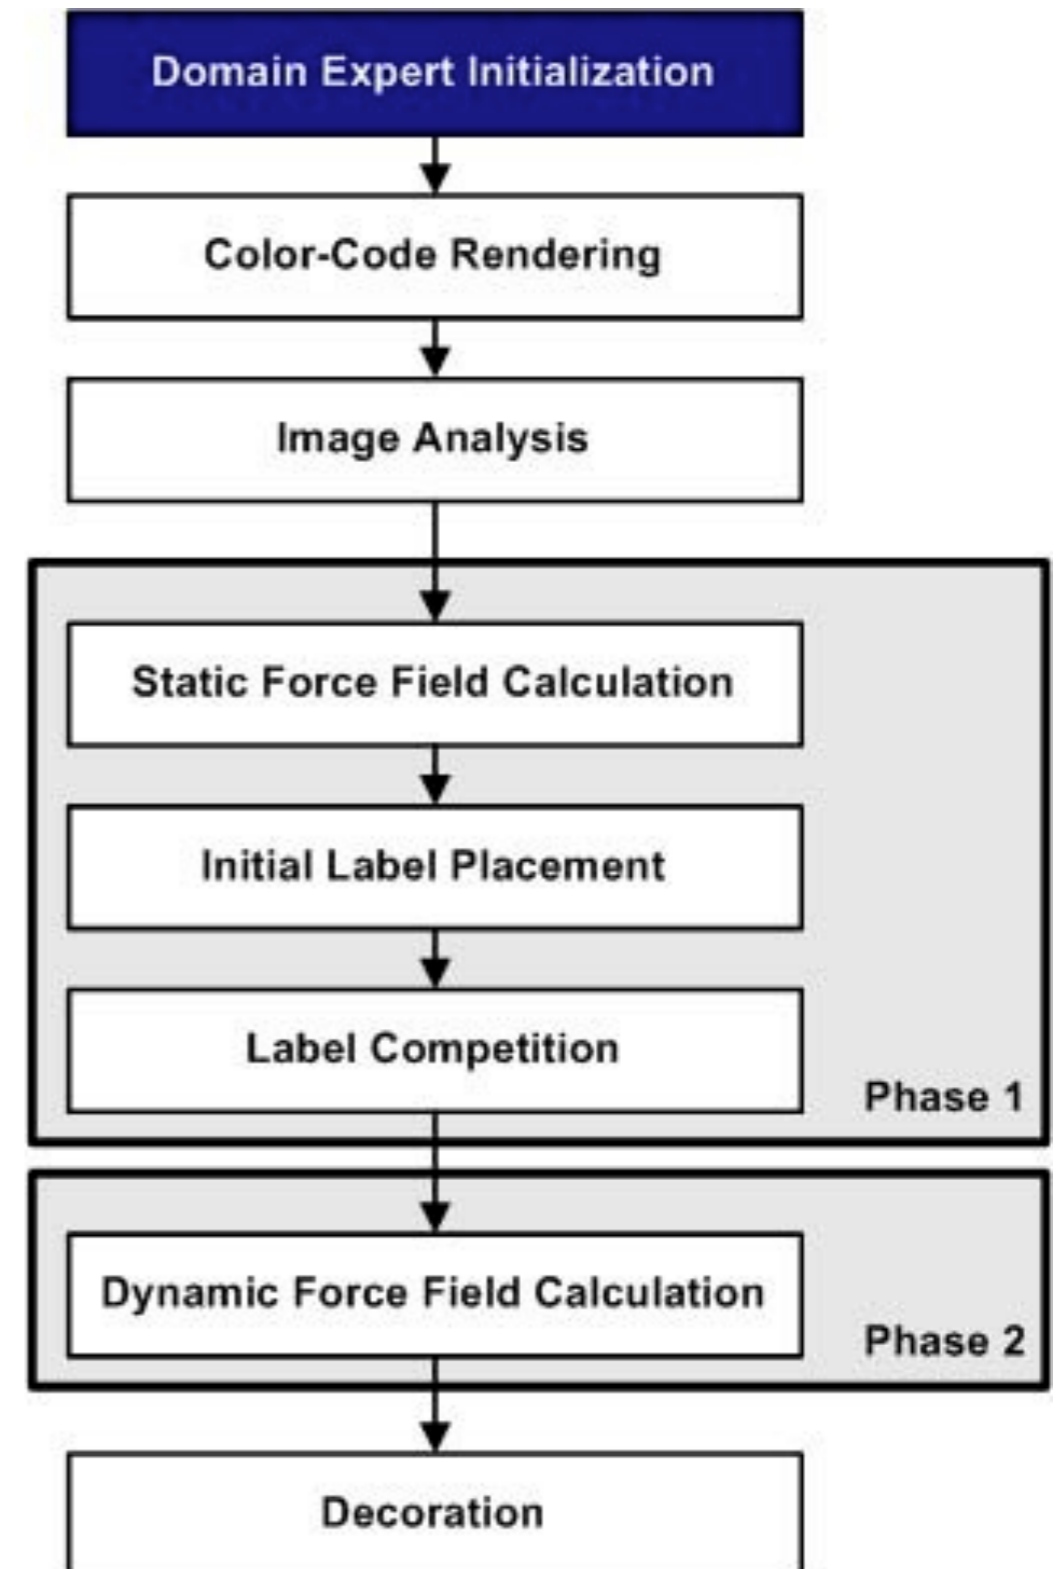 Domain Expert Initialization
Color-Code Rendering
Image Analysis
Static Force Field Calculation
Initial Label Placement
Label Competition
Phase 1
Dynamic Force Field Calculation
Phase 2
Decoration